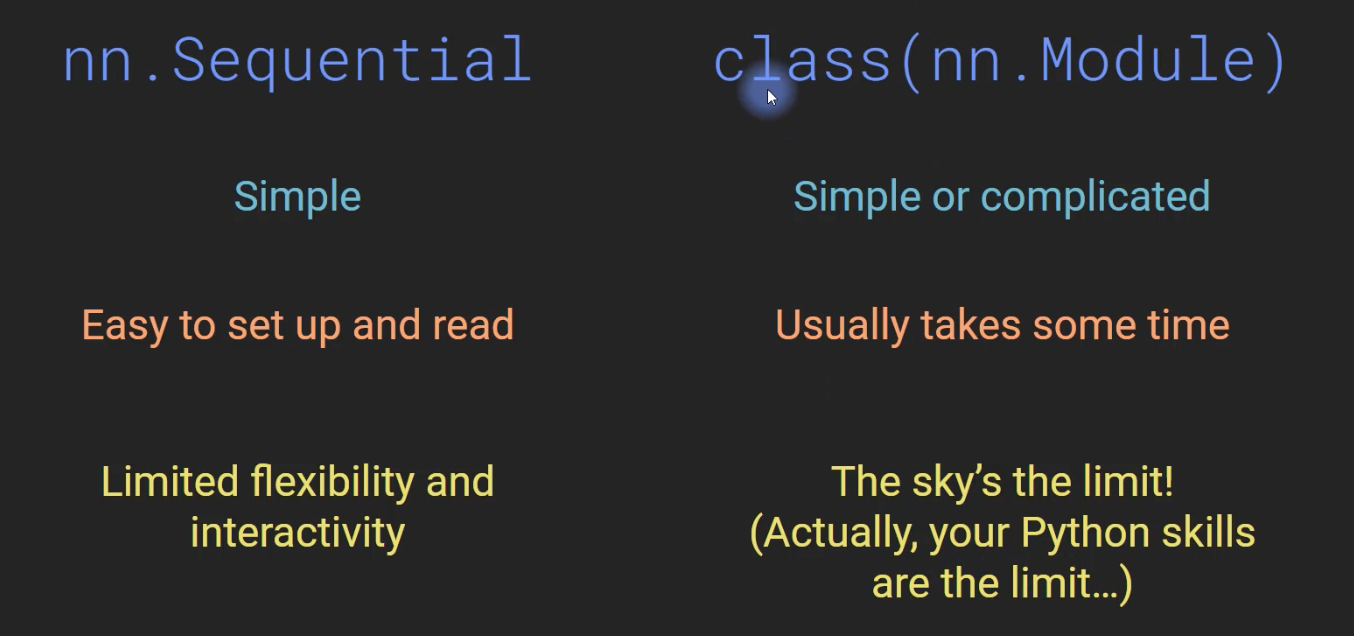 nn.Sequential
class(nn.Module)
Simple
Simple or complicated
Easy to set up and read
Usually takes some time
Limited flexibility and
interactivity
The sky’s the limit!
(Actually, your Python skills
are the limit…)